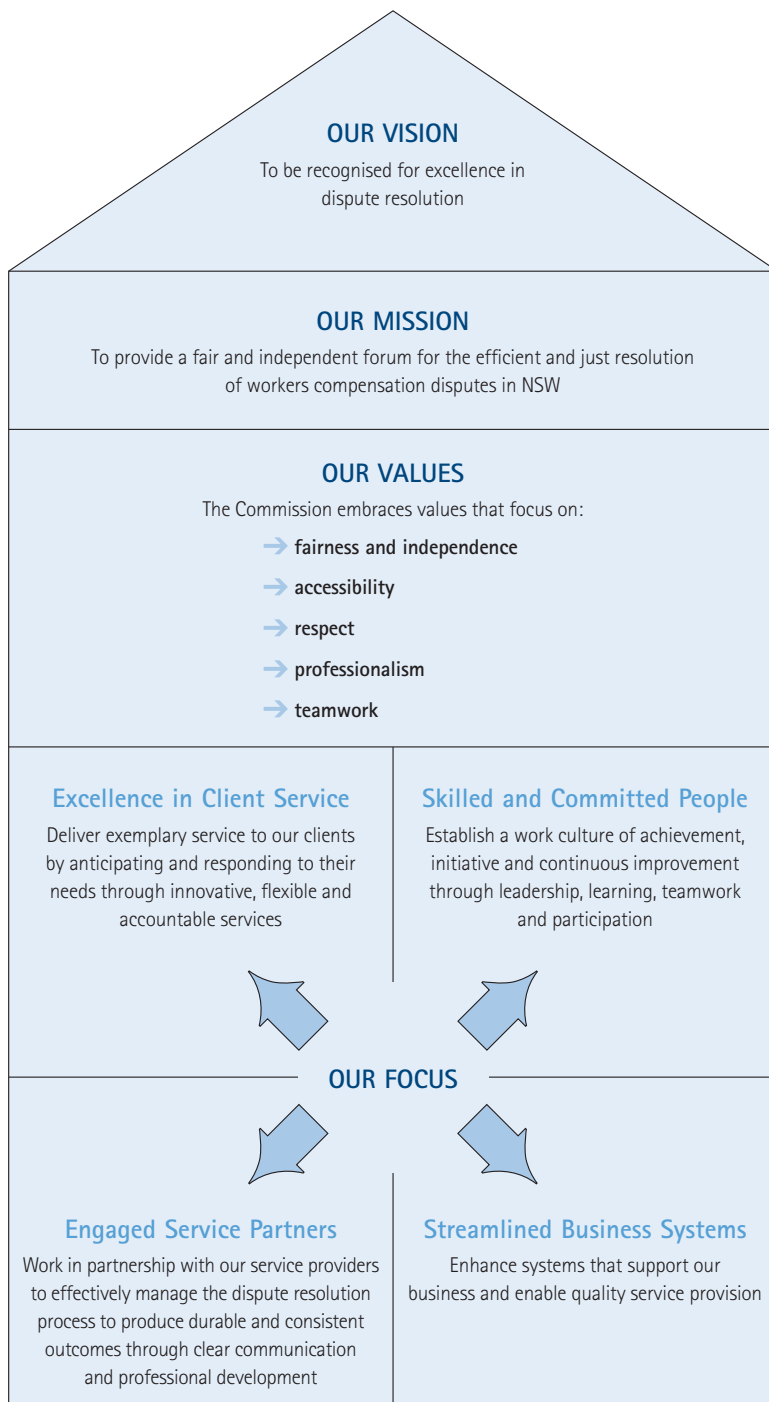 OUR VISION
To be recognised for excellence in
dispute resolution
OUR MISSION
To provide a fair and independent forum for the efficient and just resolution
of workers compensation disputes in NSW
OUR VALUES
The Commission embraces values that focus on:
→ fairness and independence
→ accessibility
→ respect
→ professionalism
→ teamwork
Excellence in Client Service
Deliver exemplary service to our clients
by anticipating and responding to their
needs through innovative, flexible and
accountable services
Skilled and Committed People
Establish a work culture of achievement,
initiative and continuous improvement
through leadership, learning, teamwork
and participation
OUR FOCUS
Engaged Service Partners
Work in partnership with our service providers
to effectively manage the dispute resolution
process to produce durable and consistent
outcomes through clear communication
and professional development
Streamlined Business Systems
Enhance systems that support our
business and enable quality service provision